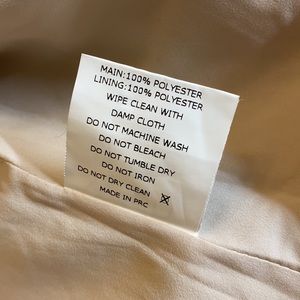 MAIN:100% POLYESTER
LINING:100% POLYESTER
WIPE CLEAN WITH
DAMP CLOTH
DO NOT MACHINE WASH
DO NOT BLEACH
DO NOT TUMBLE DRY
DO NOT IRON
DO NOT DRY CLEAN
MADE IN PRC